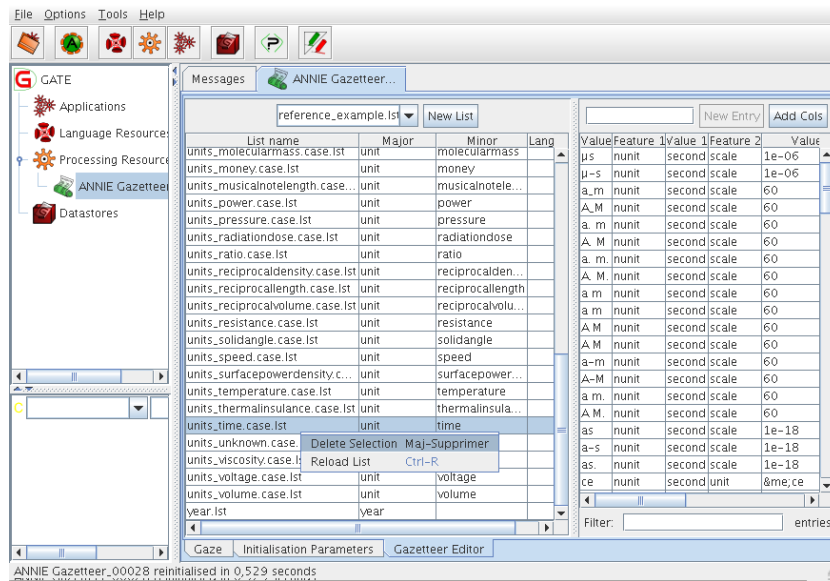 File Options Tools Help
GATE
Applications
Language Resource
Processing Resource
ANNIE Gazetteer
Datastores
Messages ANNIE Gazetteer...
reference_example.lst New List
New Entry Add Cols
List name Major Minor Lang
units_molecularmass.case.lst unit molecularmass
units_money.case.lst unit money
units_musicalnotelength.case... unit musicalnotele...
units_power.case.lst unit power
units_pressure.case.lst unit pressure
units_radiationdose.case.lst unit radiationdose
units_ratio.case.lst unit ratio
units_reciprocaldensity.case.lst unit reciprocalden...
units_reciprocallength.case.lst unit reciprocallength
units_reciprocalvolume.case.lst unit reciprocalvolu...
units_resistance.case.lst unit resistance
units_solidangle.case.lst unit solidangle
units_speed.case.lst unit speed
units_surfacepowerdensity.c... unit surfacepower...
units_temperature.case.lst unit temperature
units_thermalinsulance.case.lst unit thermalinsula...
units_time.case.lst unit time
units_unknown.case.
units_viscosity.case.l
units_voltage.case.lst unit voltage
units_volume.case.lst unit volume
year.lst year
Delete Selection Maj-Supprimer
Reload List Ctrl-R
Value Feature 1 Value 1 Feature 2 Value
µs nunit second scale 1e-06
µ-s nunit second scale 1e-06
a_m nunit second scale 60
A_M nunit second scale 60
a. m nunit second scale 60
A. M nunit second scale 60
a. m. nunit second scale 60
A. M. nunit second scale 60
a m nunit second scale 60
a m nunit second scale 60
A M nunit second scale 60
A M nunit second scale 60
a-m nunit second scale 60
A-M nunit second scale 60
a m. nunit second scale 60
A M. nunit second scale 60
as nunit second scale 1e-18
a-s nunit second scale 1e-18
as. nunit second scale 1e-18
ce nunit second unit &me;ce
Filter: entries
Gaze Initialisation Parameters Gazetteer Editor
C
ANNIE Gazetteer_00028 reinitialised in 0,529 seconds